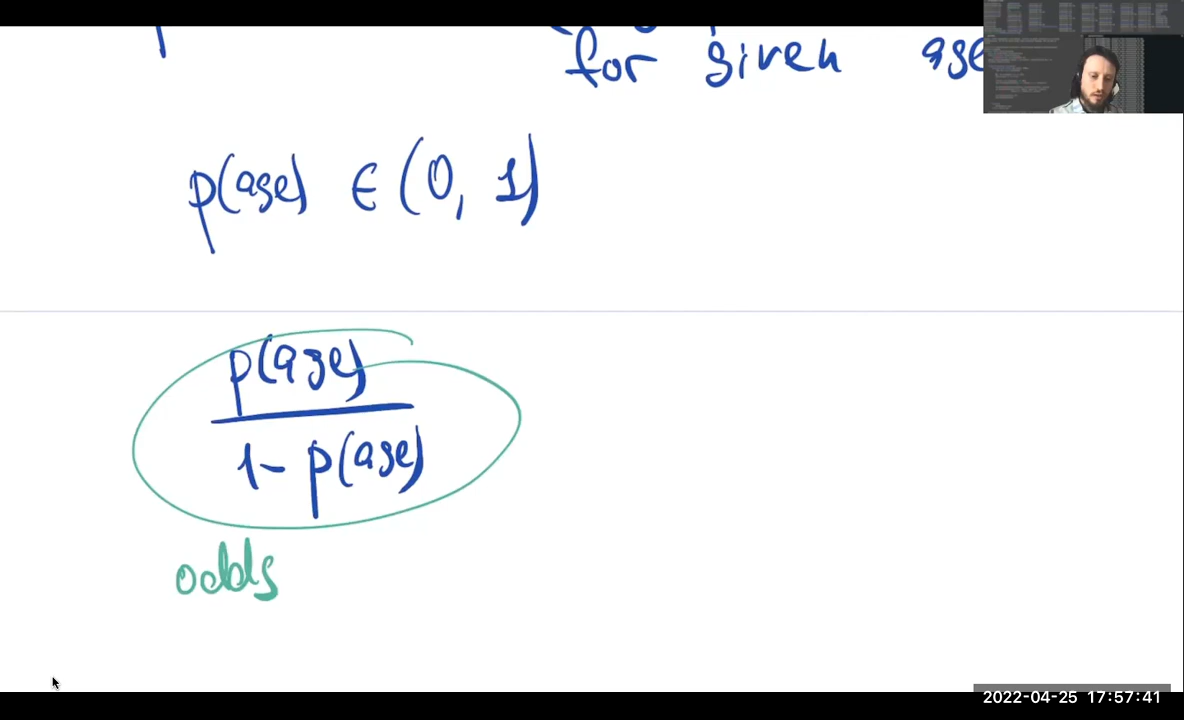 for given age
p(age) ∈ (0, 1)
p(age)
1- p(age)
odds
2022-04-25 17:57:41